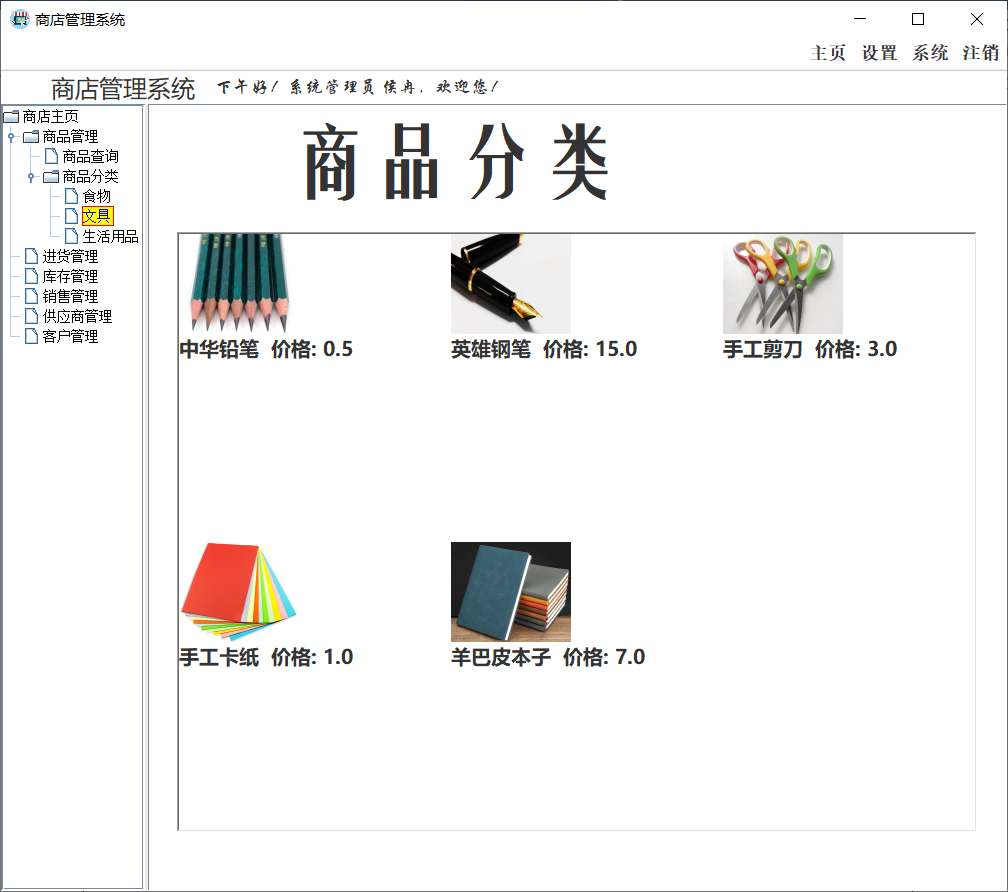 商店管理系统
主页 设置 系统 注销
商店管理系统 下午好！系统管理员侯冉，欢迎您！
商店主页
商品管理
商品查询
商品分类
食物
文具
生活用品
进货管理
库存管理
销售管理
供应商管理
客户管理
商品分类
中华铅笔 价格: 0.5
英雄钢笔 价格: 15.0
手工剪刀 价格: 3.0
手工卡纸 价格: 1.0
羊巴皮本子 价格: 7.0